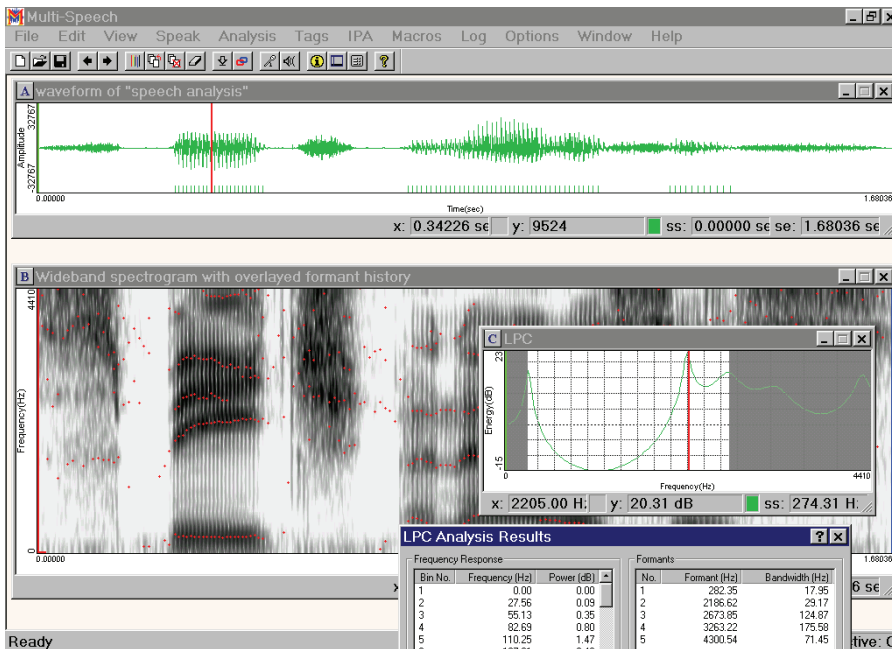 Multi-Speech
File Edit View Speak Analysis Tags IPA Macros Log Options Window Help
A waveform of "speech analysis"
32767
Amplitude
-32767
0.00000 1.68036
Time(sec)
x: 0.34226 se y: 9524 ss: 0.00000 se se: 1.68036 se
B Wideband spectrogram with overlayed formant history
4410
Frequency(Hz)
0
0.00000 1.68036
C LPC
23
Energy(dB)
-15
0 4410
Frequency(Hz)
x: 2205.00 H: y: 20.31 dB ss: 274.31 H:
LPC Analysis Results
Frequency Response Formants
Bin No. Frequency (Hz) Power (dB) No. Formant (Hz) Bandwidth (Hz)
1 0.00 0.00 1 282.35 17.95
2 27.56 0.09 2 2186.62 29.17
3 55.13 0.35 3 2673.85 124.87
4 82.69 0.80 4 3263.22 175.58
5 110.25 1.47 5 4300.54 71.45
x
6 se
Ready